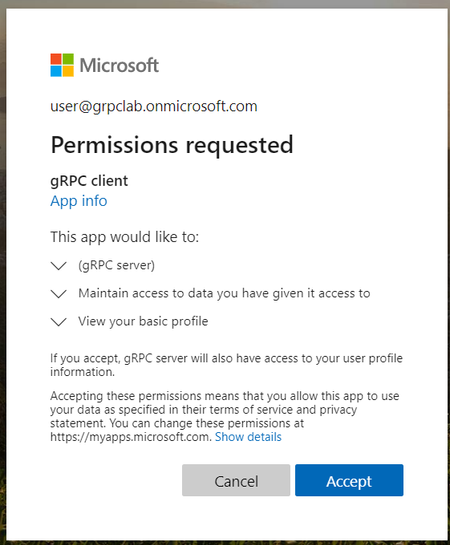 Microsoft
user@grpclab.onmicrosoft.com
Permissions requested
gRPC client
App info
This app would like to:
(gRPC server)
Maintain access to data you have given it access to
View your basic profile
If you accept, gRPC server will also have access to your user profile
information.
Accepting these permissions means that you allow this app to use
your data as specified in their terms of service and privacy
statement. You can change these permissions at
https://myapps.microsoft.com. Show details
Cancel
Accept